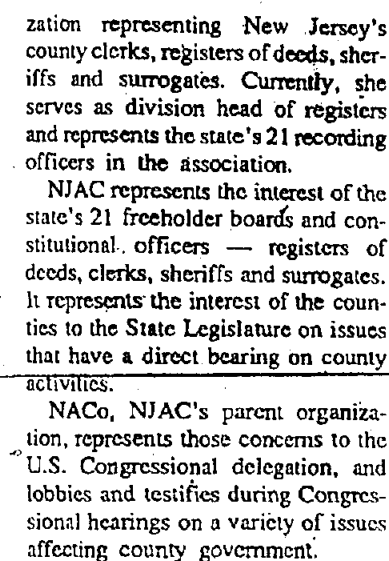 zation representing New Jersey's
county clerks, registers of deeds, sher-
iffs and surrogates. Currently, she
serves as division head of registers
and represents the state's 21 recording
officers in the association.
NJAC represents the interest of the
state's 21 freeholder boards and con-
stitutional officers — registers of
deeds, clerks, sheriffs and surrogates.
It represents the interest of the coun-
ties to the State Legislature on issues
that have a direct bearing on county
activities.
NACo, NJAC's parent organiza-
tion, represents those concerns to the
U.S. Congressional delegation, and
lobbies and testifies during Congres-
sional hearings on a variety of issues
affecting county government.